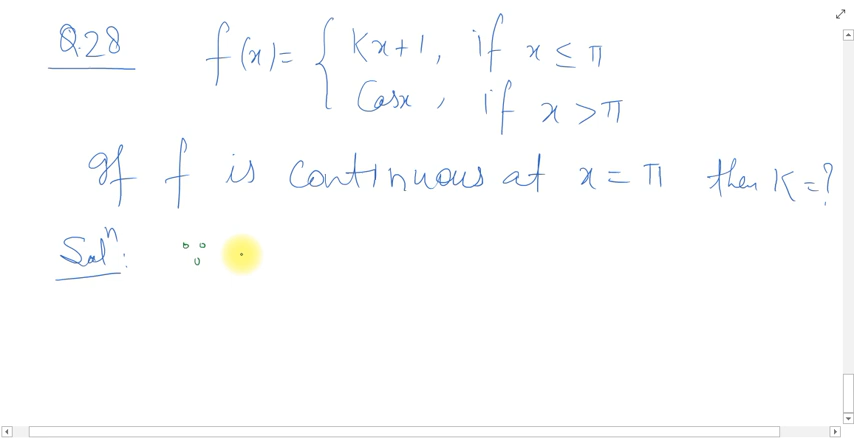 Q.28 f(x) = { Kx+1, if x ≤ π
Cosx, if x > π
If f is continuous at x = π then K = ?
Solⁿ: ∵